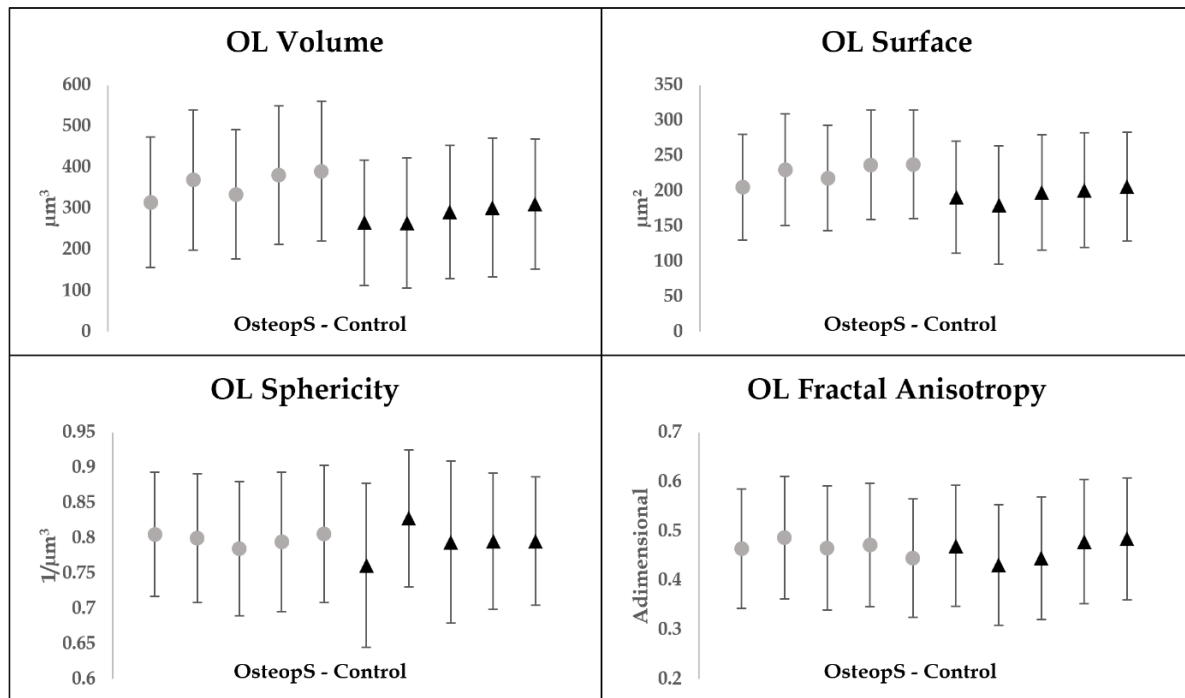 OL Volume
600
500
400
300
200
100
0
µm³
OsteopS - Control
OL Surface
350
300
250
200
150
100
50
0
µm²
OsteopS - Control
OL Sphericity
0.95
0.9
0.85
0.8
0.75
0.7
0.65
0.6
1/µm³
OsteopS - Control
OL Fractal Anisotropy
0.7
0.6
0.5
0.4
0.3
0.2
Adimensional
OsteopS - Control